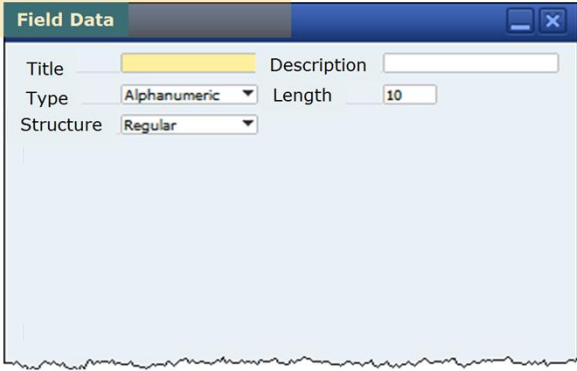 Field Data
Title Description
Type Alphanumeric Length 10
Structure Regular